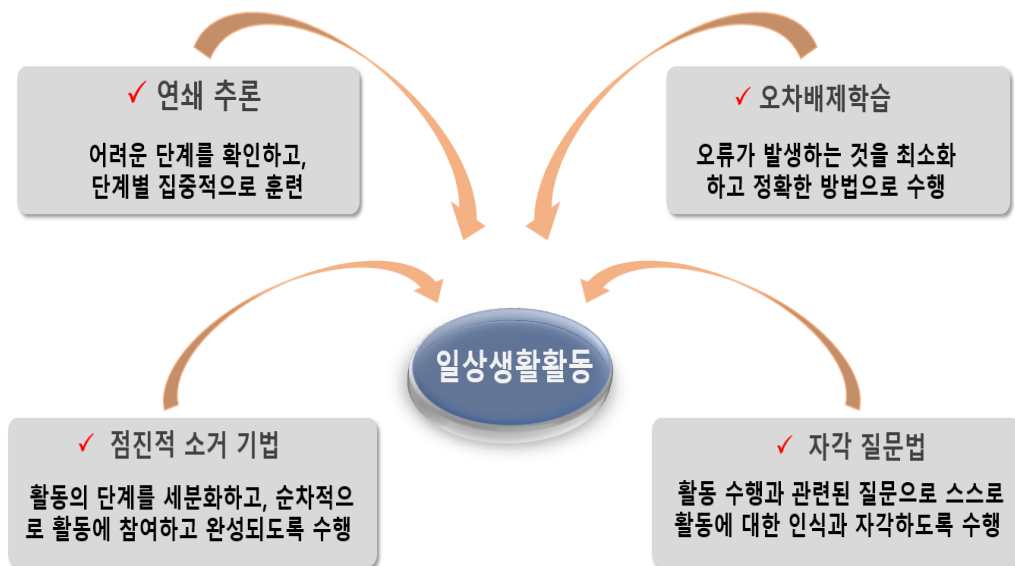 ✓ 연쇄 추론
어려운 단계를 확인하고,
단계별 집중적으로 훈련
✓ 오차배제학습
오류가 발생하는 것을 최소화
하고 정확한 방법으로 수행
일상생활활동
✓ 점진적 소거 기법
활동의 단계를 세분화하고, 순차적으
로 활동에 참여하고 완성되도록 수행
✓ 자각 질문법
활동 수행과 관련된 질문으로 스스로
활동에 대한 인식과 자각하도록 수행